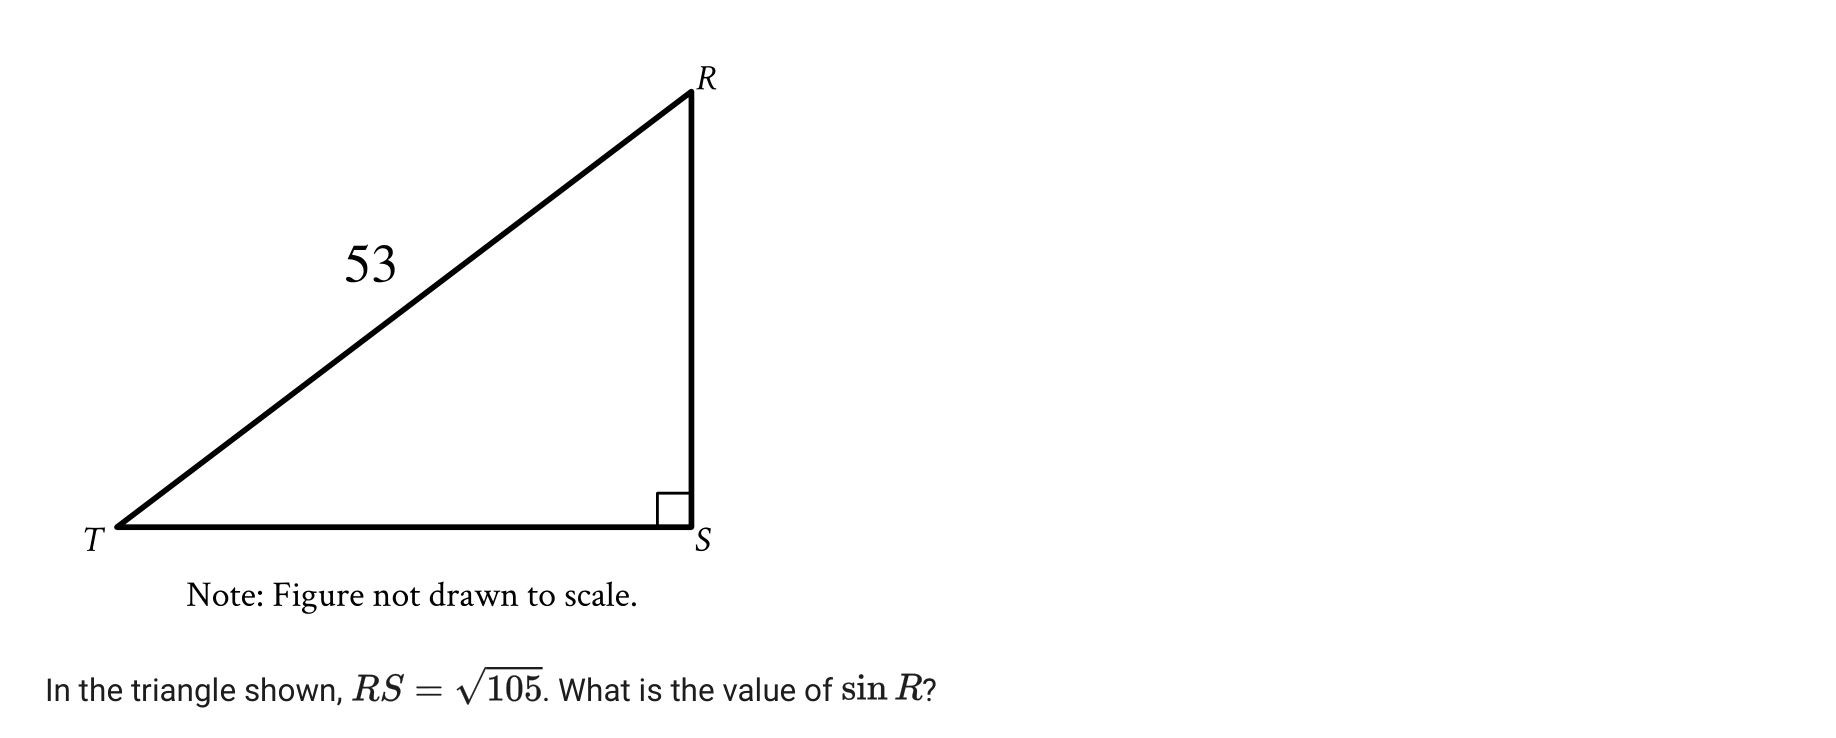 R
53
T
S
Note: Figure not drawn to scale.
In the triangle shown, RS = √105. What is the value of sin R?